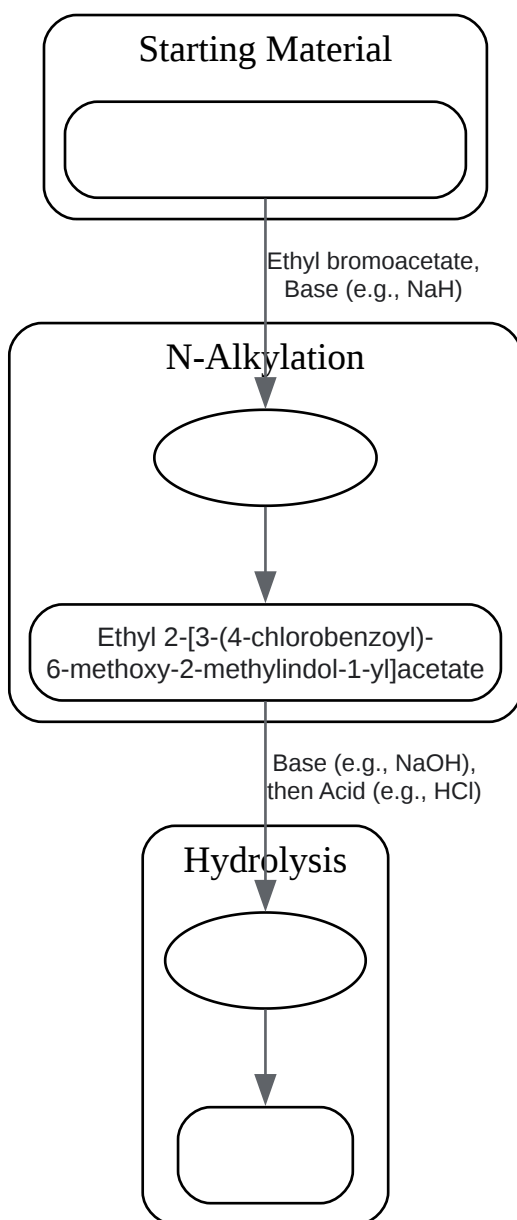 Starting Material
Ethyl bromoacetate,
Base (e.g., NaH)
N-Alkylation
Ethyl 2-[3-(4-chlorobenzoyl)-
6-methoxy-2-methylindol-1-yl]acetate
Base (e.g., NaOH),
then Acid (e.g., HCl)
Hydrolysis